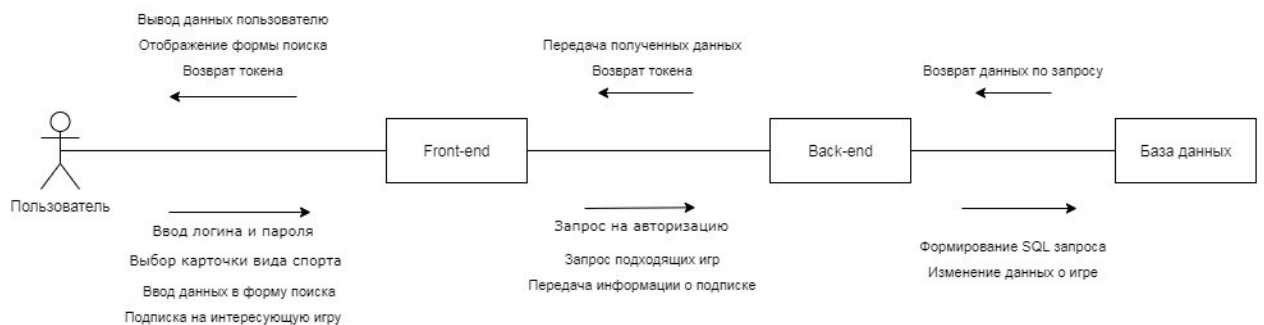 Вывод данных пользователю
Отображение формы поиска
Возврат токена
Передача полученных данных
Возврат токена
Возврат данных по запросу
Пользователь
Front-end
Back-end
База данных
Ввод логина и пароля
Выбор карточки вида спорта
Ввод данных в форму поиска
Подписка на интересующую игру
Запрос на авторизацию
Запрос подходящих игр
Передача информации о подписке
Формирование SQL запроса
Изменение данных о игре